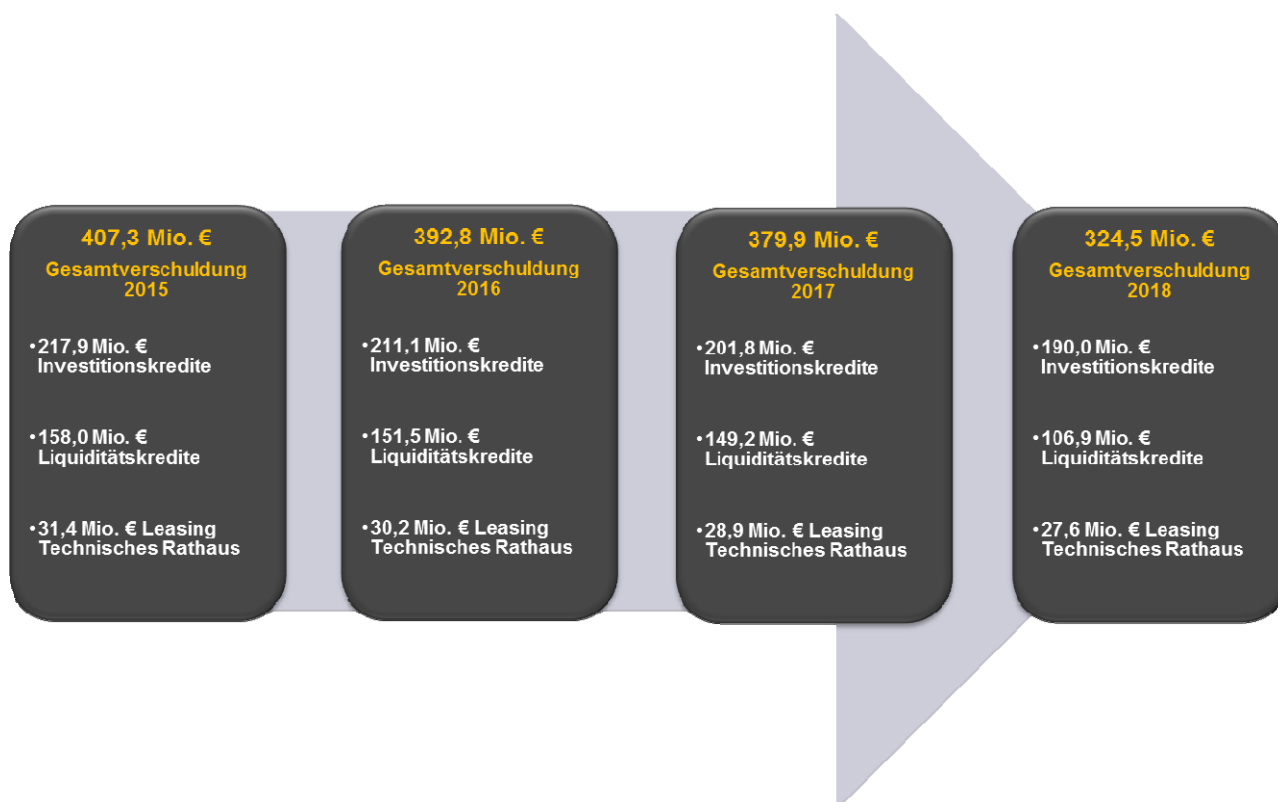 407,3 Mio. €
Gesamtverschuldung
2015
•217,9 Mio. €
Investitionskredite
•158,0 Mio. €
Liquiditätskredite
•31,4 Mio. € Leasing
Technisches Rathaus
392,8 Mio. €
Gesamtverschuldung
2016
•211,1 Mio. €
Investitionskredite
•151,5 Mio. €
Liquiditätskredite
•30,2 Mio. € Leasing
Technisches Rathaus
379,9 Mio. €
Gesamtverschuldung
2017
•201,8 Mio. €
Investitionskredite
•149,2 Mio. €
Liquiditätskredite
•28,9 Mio. € Leasing
Technisches Rathaus
324,5 Mio. €
Gesamtverschuldung
2018
•190,0 Mio. €
Investitionskredite
•106,9 Mio. €
Liquiditätskredite
•27,6 Mio. € Leasing
Technisches Rathaus